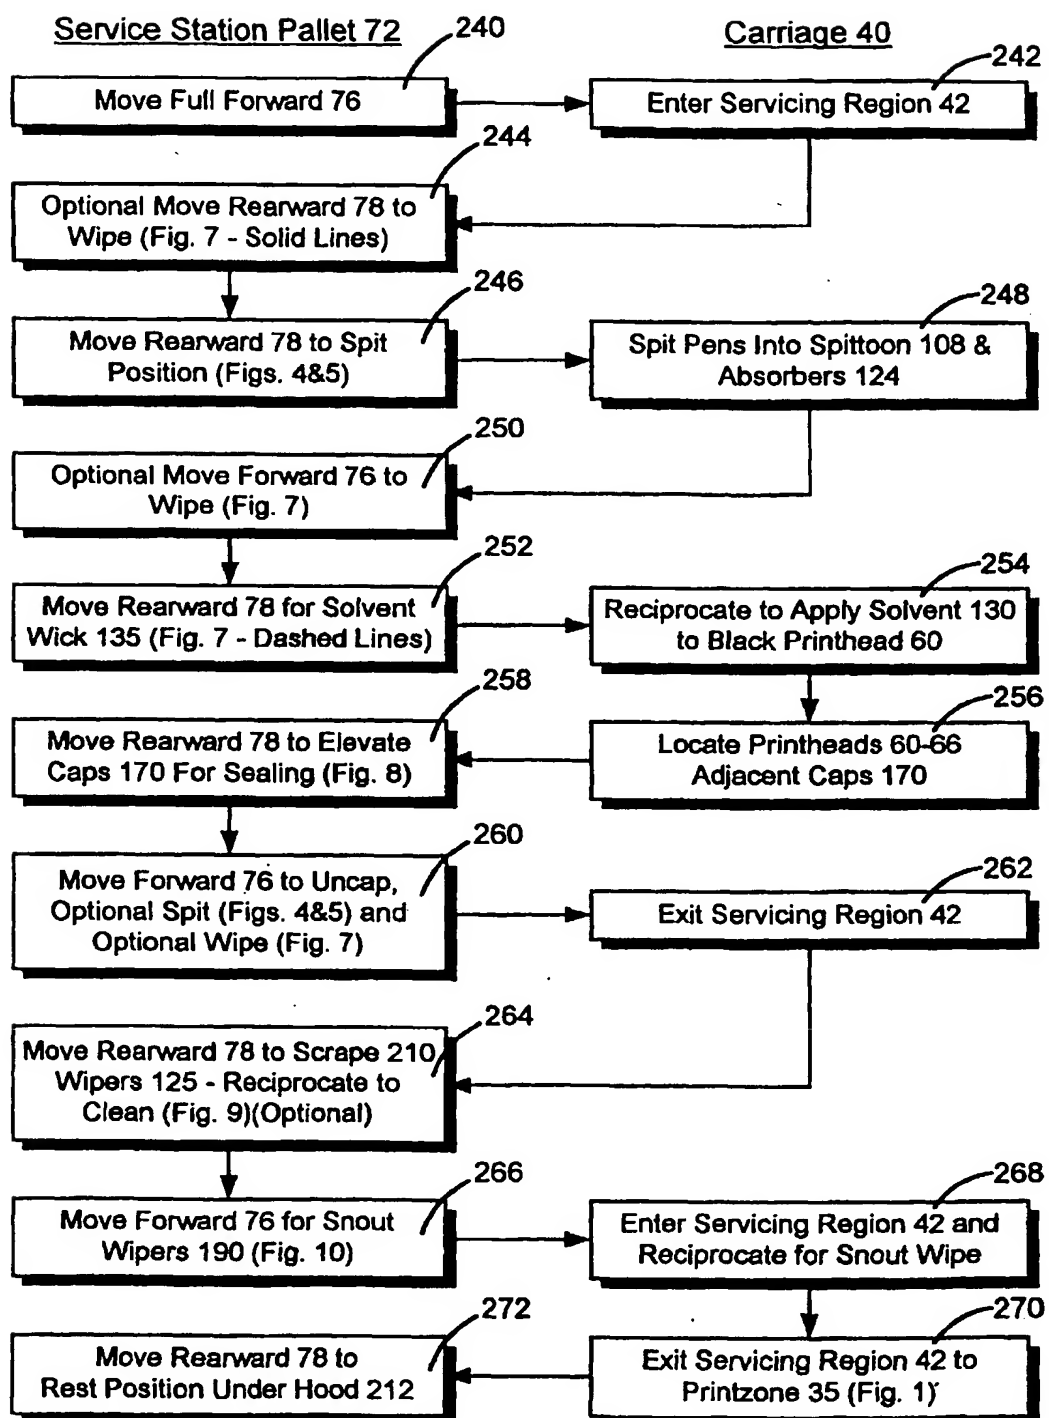 Service Station Pallet 72
240
Carriage 40
242
Move Full Forward 76
Enter Servicing Region 42
244
Optional Move Rearward 78 to
Wipe (Fig. 7 - Solid Lines)
246
248
Move Rearward 78 to Spit
Position (Figs. 4&5)
Spit Pens Into Spittoon 108 &
Absorbers 124
250
Optional Move Forward 76 to
Wipe (Fig. 7)
252
254
Move Rearward 78 for Solvent
Wick 135 (Fig. 7 - Dashed Lines)
Reciprocate to Apply Solvent 130
to Black Printhead 60
258
256
Move Rearward 78 to Elevate
Caps 170 For Sealing (Fig. 8)
Locate Printheads 60-66
Adjacent Caps 170
260
262
Move Forward 76 to Uncap,
Optional Spit (Figs. 4&5) and
Optional Wipe (Fig. 7)
Exit Servicing Region 42
264
Move Rearward 78 to Scrape 210
Wipers 125 - Reciprocate to
Clean (Fig. 9)(Optional)
266
268
Move Forward 76 for Snout
Wipers 190 (Fig. 10)
Enter Servicing Region 42 and
Reciprocate for Snout Wipe
272
270
Move Rearward 78 to
Rest Position Under Hood 212
Exit Servicing Region 42 to
Printzone 35 (Fig. 1)